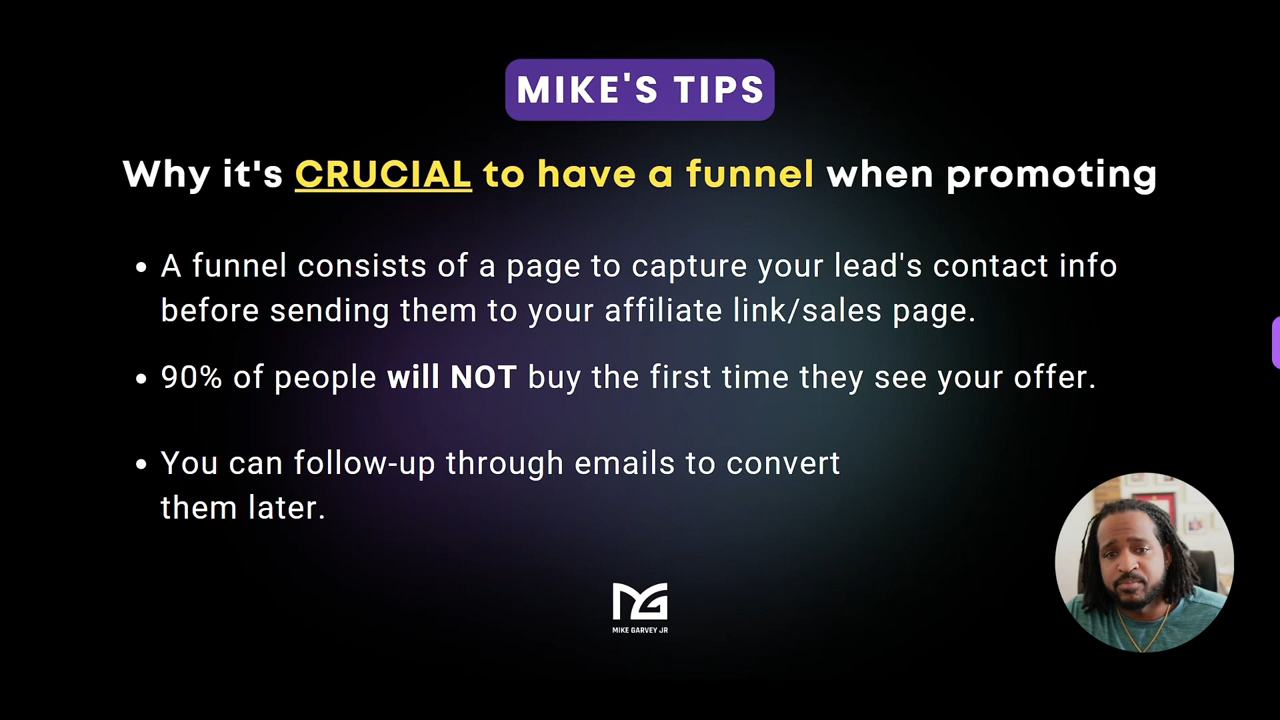 MIKE'S TIPS
Why it's CRUCIAL to have a funnel when promoting
• A funnel consists of a page to capture your lead's contact info
before sending them to your affiliate link/sales page.
• 90% of people will NOT buy the first time they see your offer.
• You can follow-up through emails to convert
them later.
MG
MIKE GARVEY JR